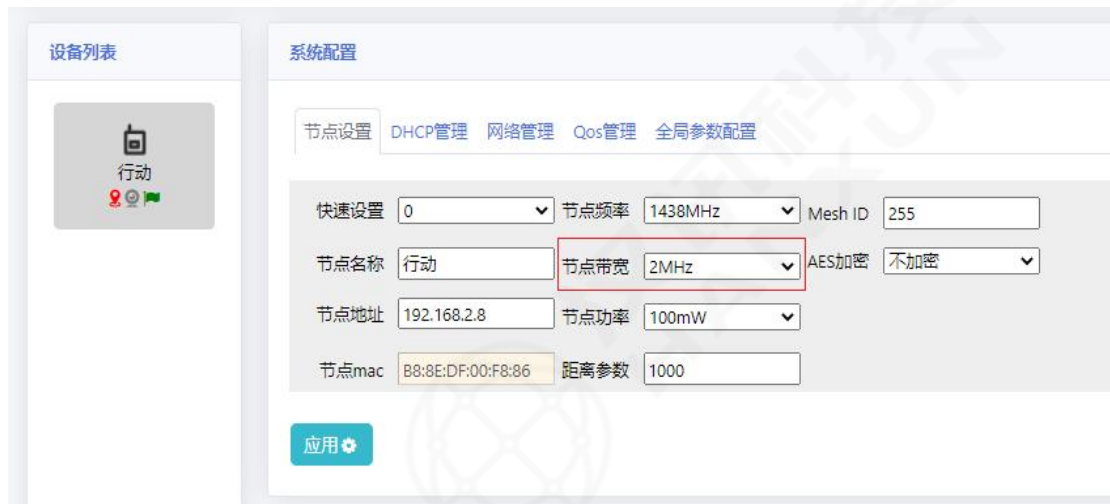 设备列表
行动
系统配置
节点设置 DHCP管理 网络管理 Qos管理 全局参数配置
快速设置 0 节点频率 1438MHz Mesh ID 255
节点名称 行动 节点带宽 2MHz AES加密 不加密
节点地址 192.168.2.8 节点功率 100mW
节点mac B8:8E:DF:00:F8:86 距离参数 1000
应用